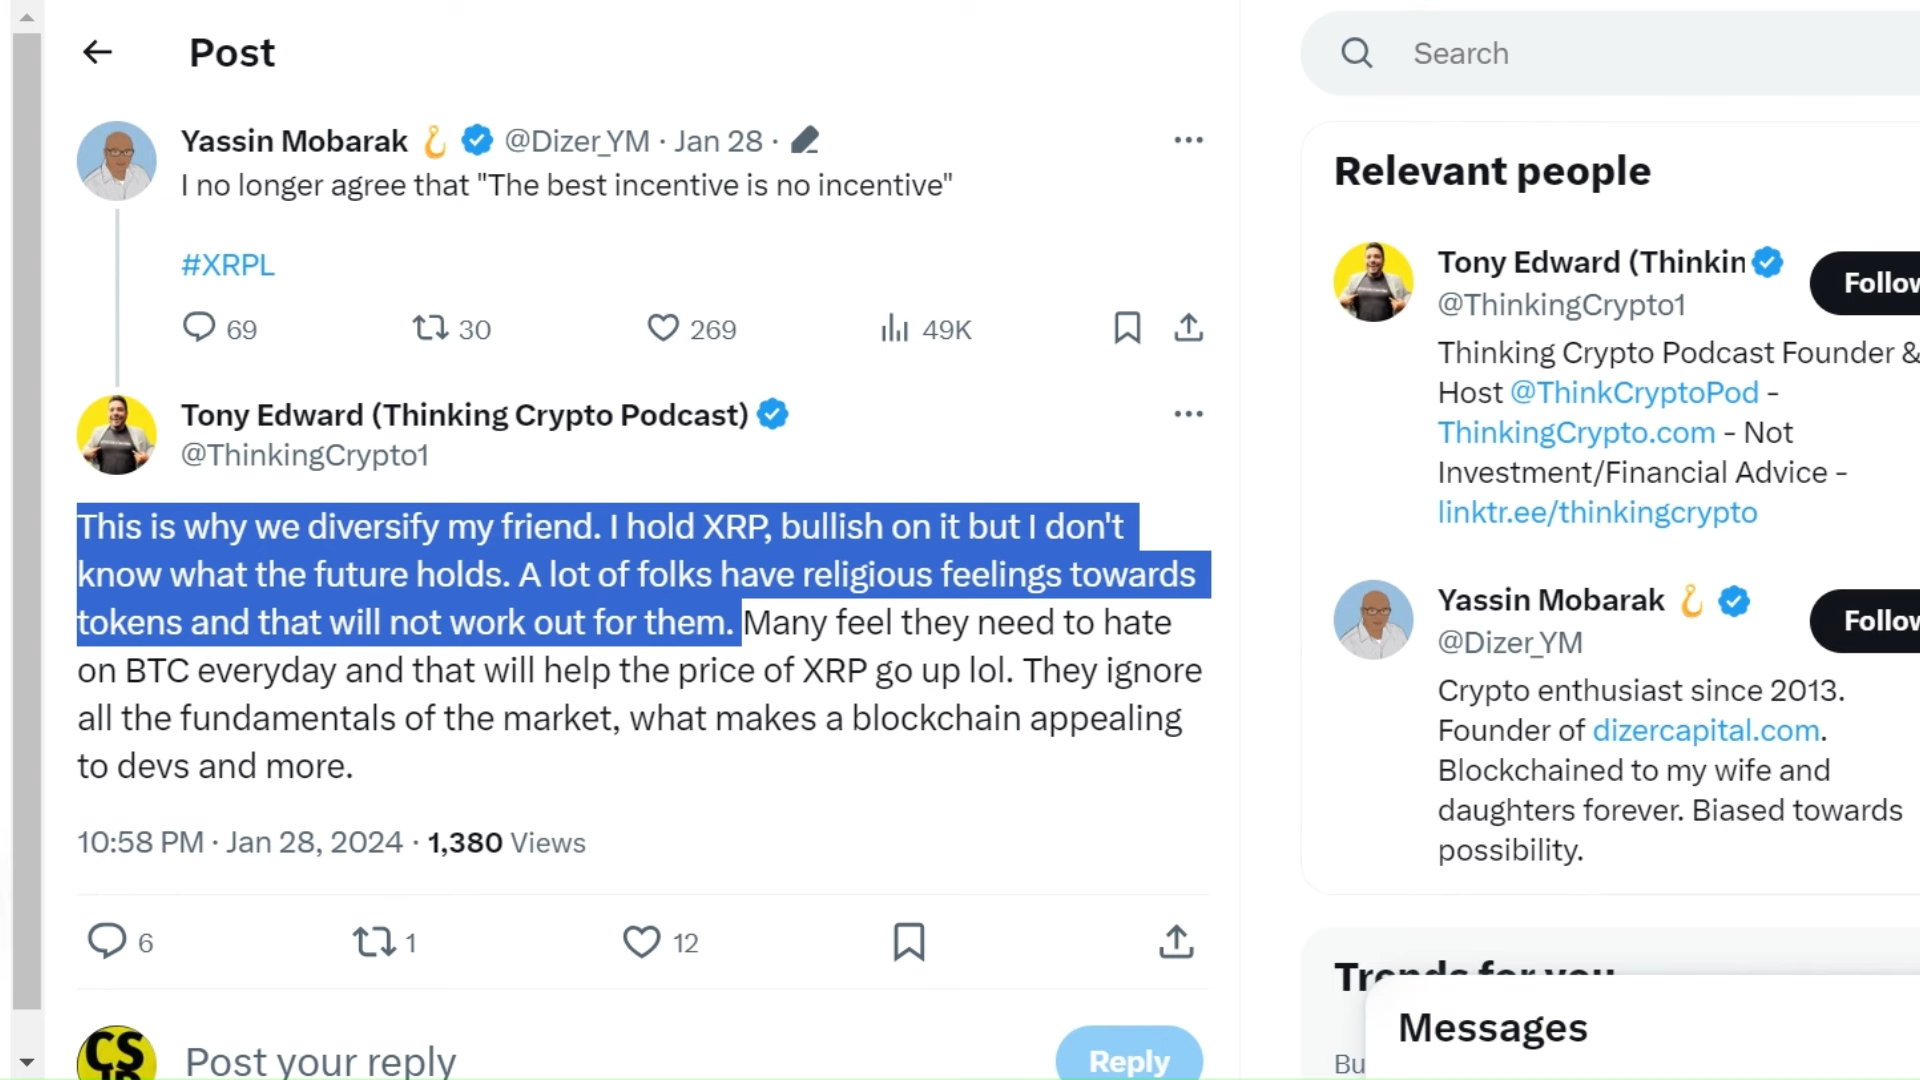 Post
Yassin Mobarak @Dizer_YM · Jan 28 ·
I no longer agree that "The best incentive is no incentive"
#XRPL
69 30 269 49K
Tony Edward (Thinking Crypto Podcast)
@ThinkingCrypto1
This is why we diversify my friend. I hold XRP, bullish on it but I don't
know what the future holds. A lot of folks have religious feelings towards
tokens and that will not work out for them. Many feel they need to hate
on BTC everyday and that will help the price of XRP go up lol. They ignore
all the fundamentals of the market, what makes a blockchain appealing
to devs and more.
10:58 PM · Jan 28, 2024 · 1,380 Views
6 1 12
CS
Post your reply
Reply
Search
Relevant people
Tony Edward (Thinkin
Follow
@ThinkingCrypto1
Thinking Crypto Podcast Founder &
Host @ThinkCryptoPod -
ThinkingCrypto.com - Not
Investment/Financial Advice -
linktr.ee/thinkingcrypto
Yassin Mobarak
Follow
@Dizer_YM
Crypto enthusiast since 2013.
Founder of dizercapital.com.
Blockchained to my wife and
daughters forever. Biased towards
possibility.
Trends for you
Messages
Bu